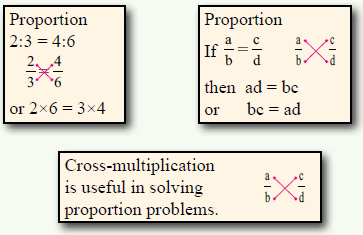 Proportion
2:3 = 4:6
2/3 4/6
or 2×6 = 3×4
Proportion
If a/b = c/d a/b c/d
then ad = bc
or bc = ad
Cross-multiplication
is useful in solving
proportion problems.
a/b c/d